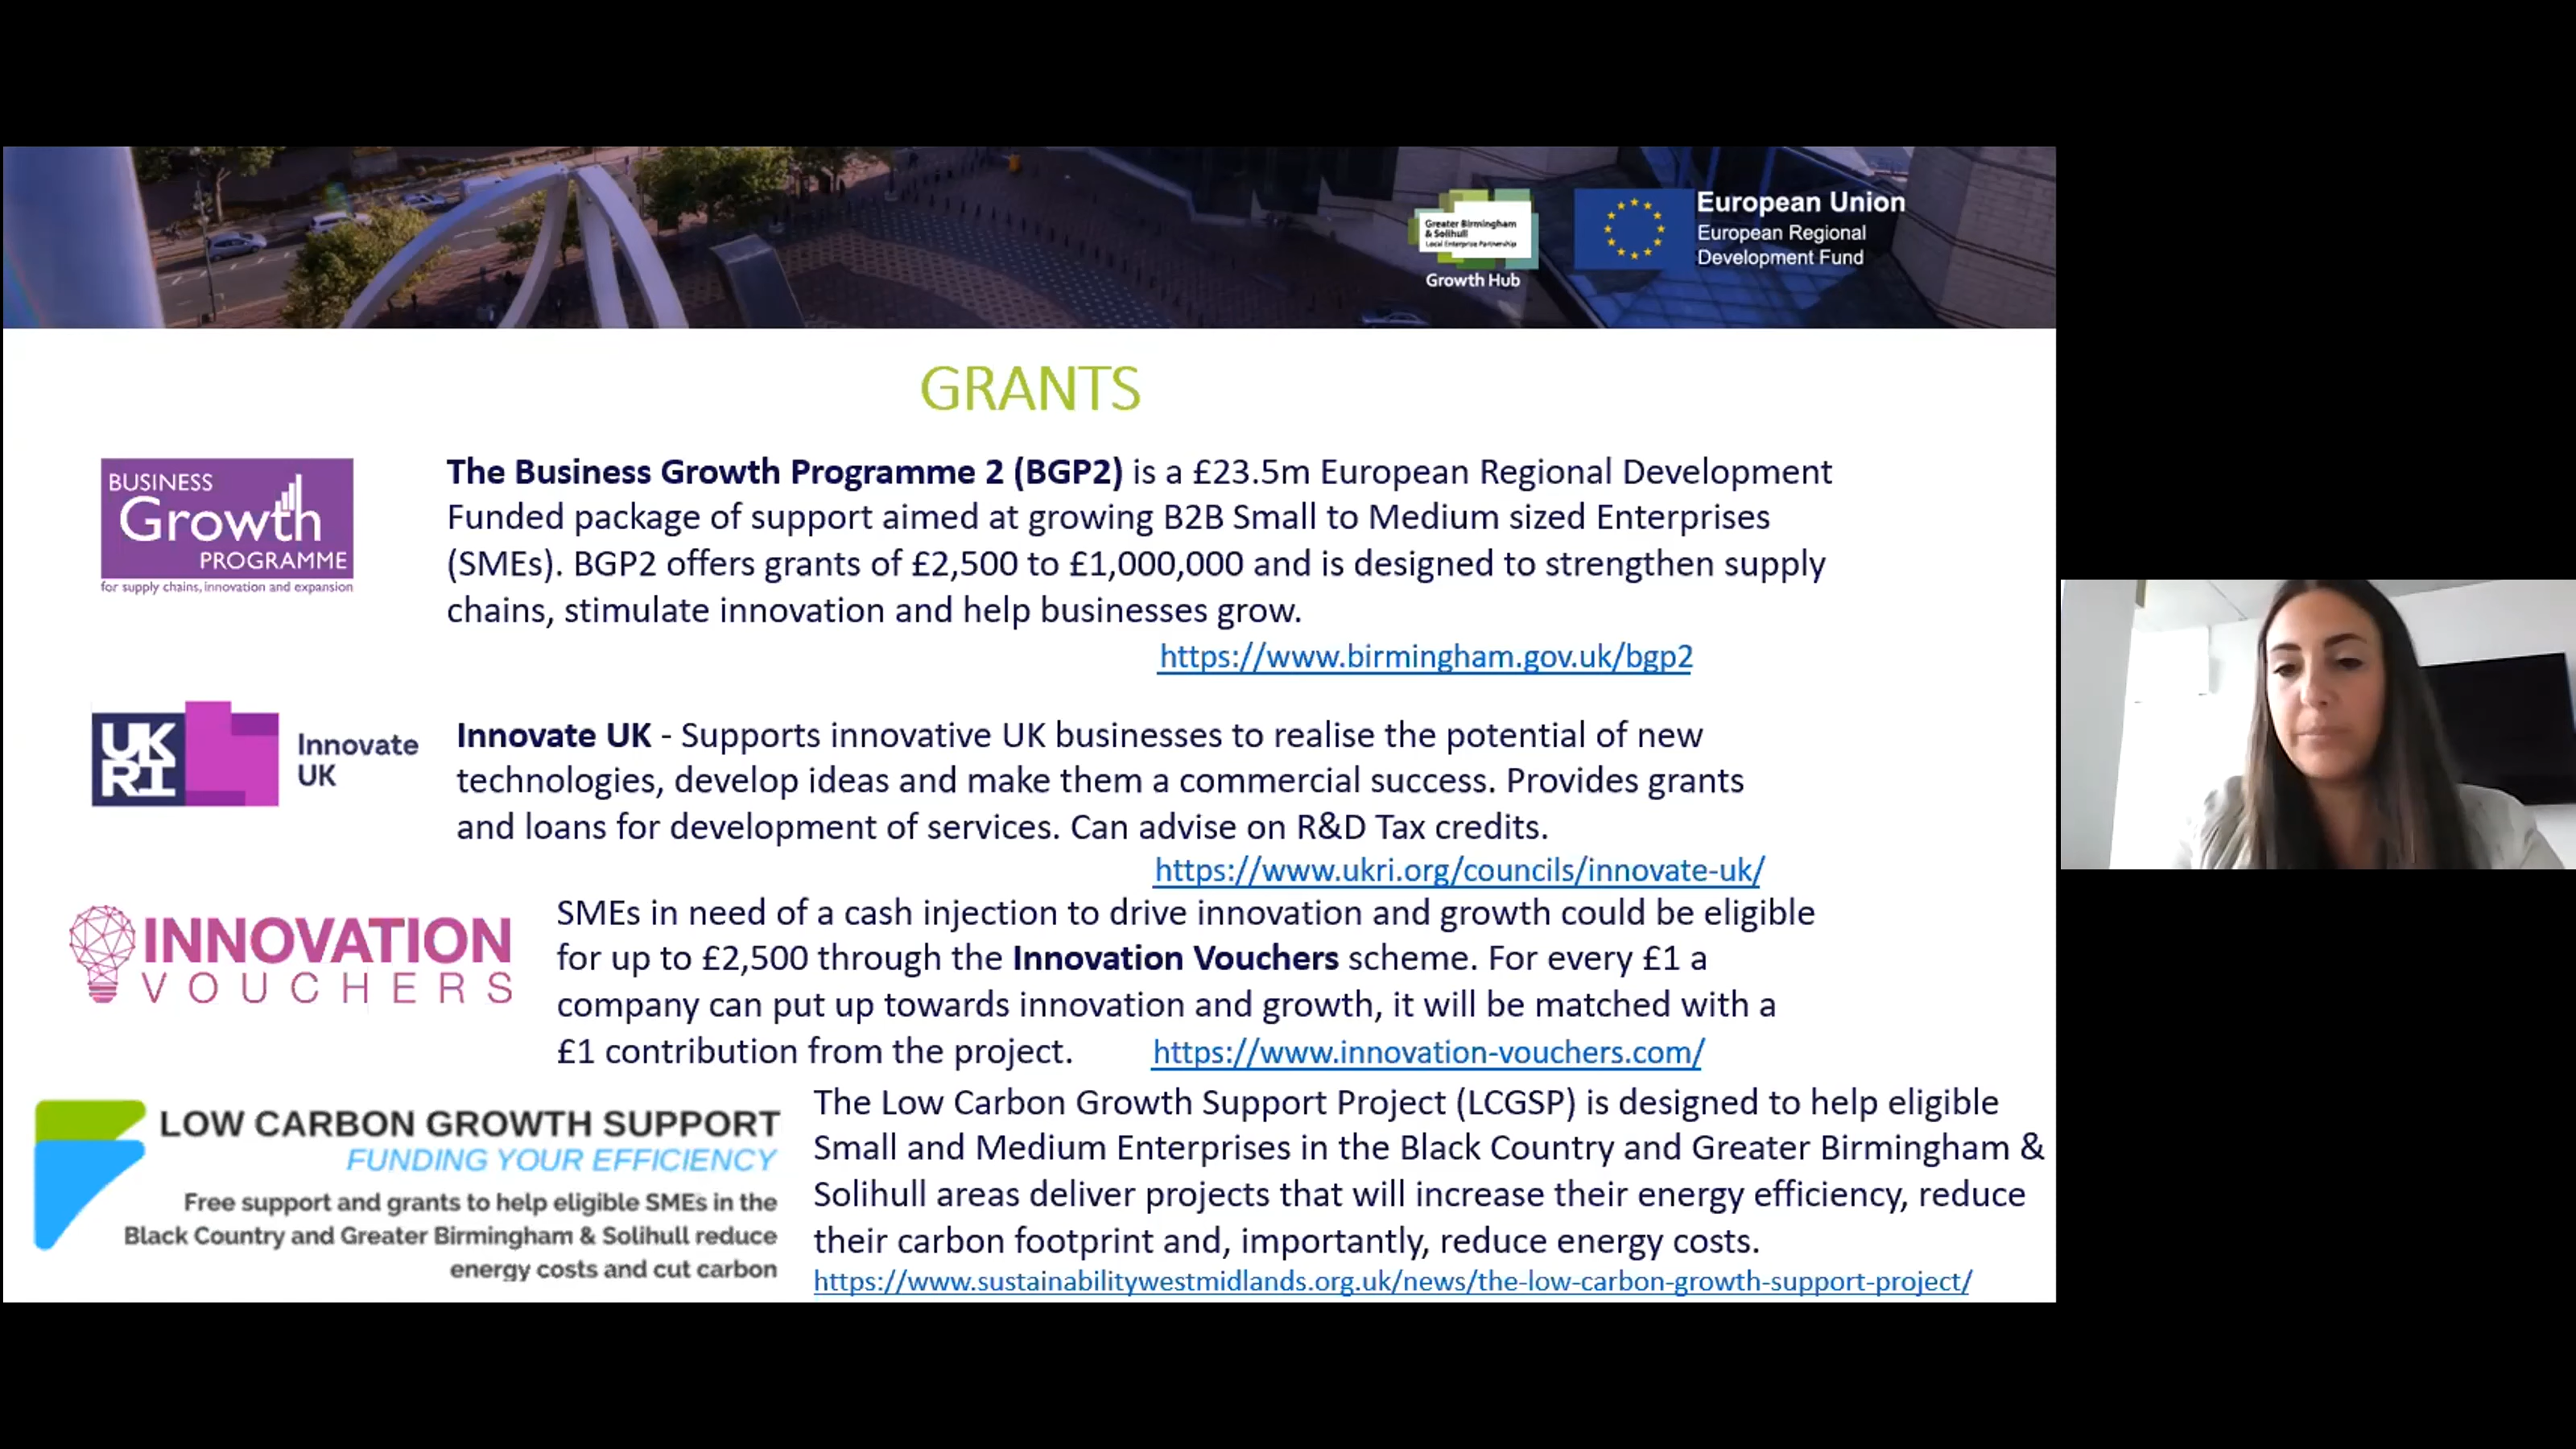 Greater Birmingham
& Solihull
Local Enterprise Partnership
Growth Hub
European Union
European Regional
Development Fund
GRANTS
BUSINESS
Growth
PROGRAMME
for supply chains, innovation and expansion
The Business Growth Programme 2 (BGP2) is a £23.5m European Regional Development
Funded package of support aimed at growing B2B Small to Medium sized Enterprises
(SMEs). BGP2 offers grants of £2,500 to £1,000,000 and is designed to strengthen supply
chains, stimulate innovation and help businesses grow.
https://www.birmingham.gov.uk/bgp2
UK
RI
Innovate
UK
Innovate UK - Supports innovative UK businesses to realise the potential of new
technologies, develop ideas and make them a commercial success. Provides grants
and loans for development of services. Can advise on R&D Tax credits.
https://www.ukri.org/councils/innovate-uk/
INNOVATION
VOUCHERS
SMEs in need of a cash injection to drive innovation and growth could be eligible
for up to £2,500 through the Innovation Vouchers scheme. For every £1 a
company can put up towards innovation and growth, it will be matched with a
£1 contribution from the project. https://www.innovation-vouchers.com/
LOW CARBON GROWTH SUPPORT
FUNDING YOUR EFFICIENCY
Free support and grants to help eligible SMEs in the
Black Country and Greater Birmingham & Solihull reduce
energy costs and cut carbon
The Low Carbon Growth Support Project (LCGSP) is designed to help eligible
Small and Medium Enterprises in the Black Country and Greater Birmingham &
Solihull areas deliver projects that will increase their energy efficiency, reduce
their carbon footprint and, importantly, reduce energy costs.
https://www.sustainabilitywestmidlands.org.uk/news/the-low-carbon-growth-support-project/